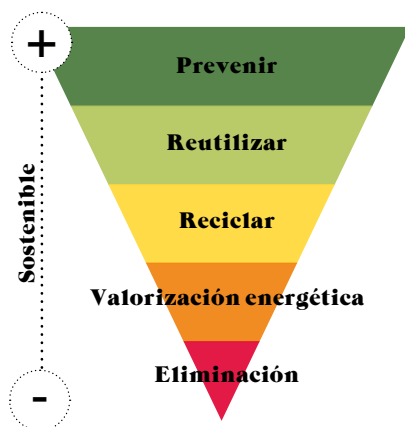 +
Prevenir
Reutilizar
Reciclar
Valorización energética
Eliminación
Sostenible
-